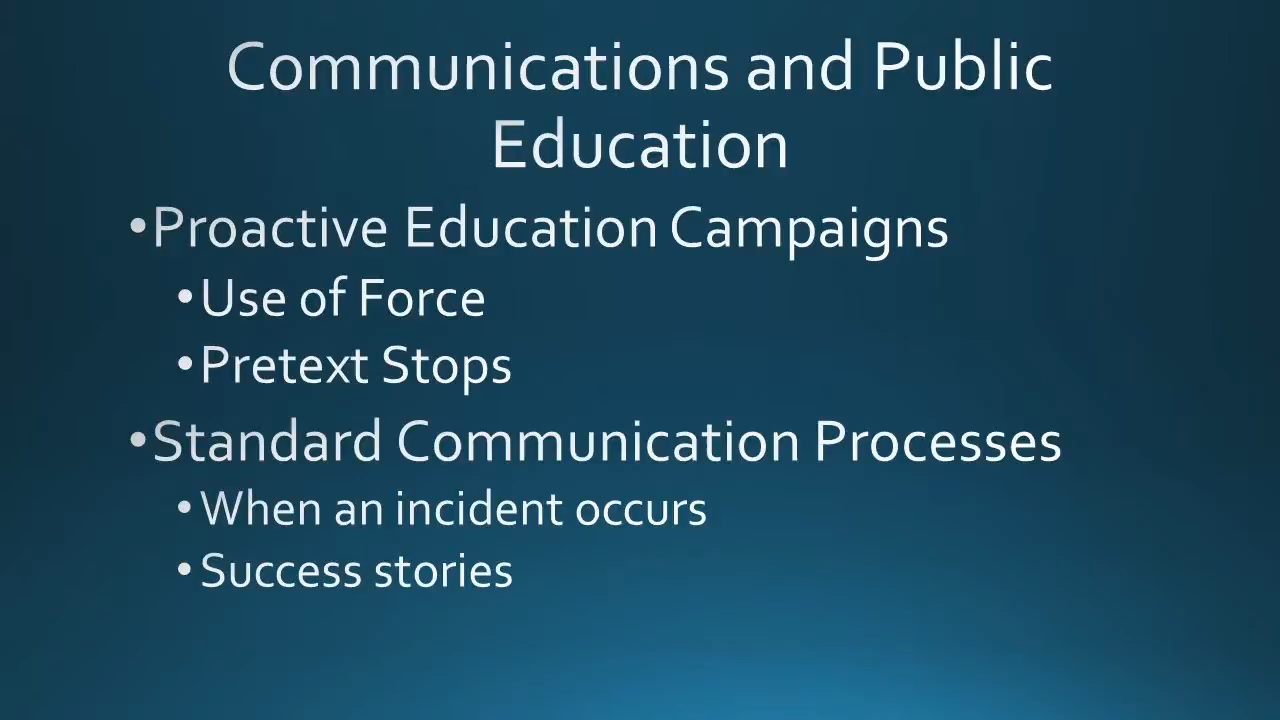 Communications and Public
Education
•Proactive Education Campaigns
•Use of Force
•Pretext Stops
•Standard Communication Processes
•When an incident occurs
•Success stories